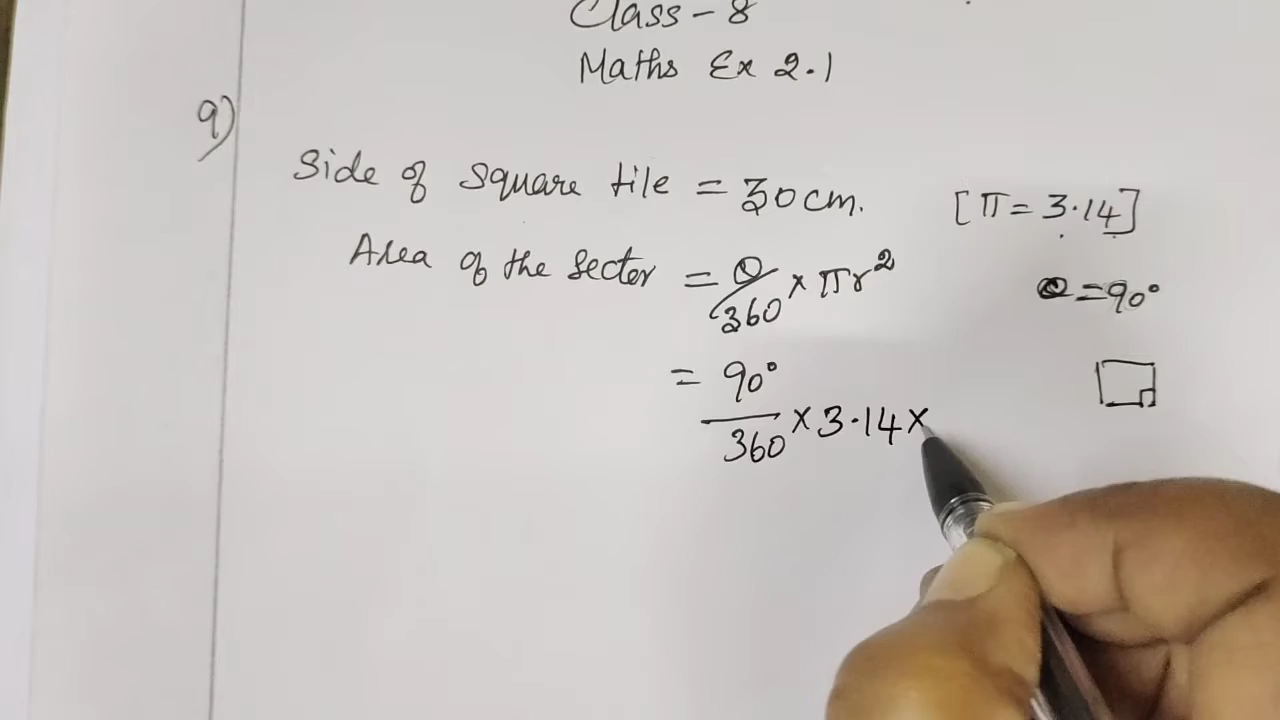 Class - 8
Maths Ex 2.1
9)
Side of square tile = 30 cm. [π = 3.14]
Area of the sector = θ/360 × πr² θ = 90°
= 90°/360 × 3.14 ×